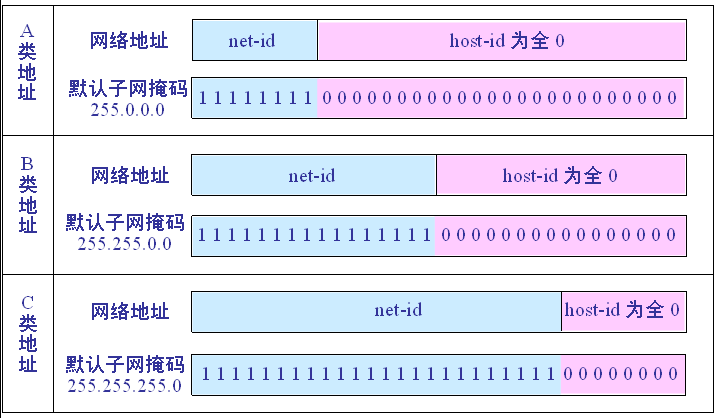 A类地址
网络地址
net-id
host-id 为全 0
默认子网掩码
255.0.0.0
1 1 1 1 1 1 1 1 0 0 0 0 0 0 0 0 0 0 0 0 0 0 0 0 0 0 0 0 0 0 0 0
B类地址
网络地址
net-id
host-id 为全 0
默认子网掩码
255.255.0.0
1 1 1 1 1 1 1 1 1 1 1 1 1 1 1 1 0 0 0 0 0 0 0 0 0 0 0 0 0 0 0 0
C类地址
网络地址
net-id
host-id 为全 0
默认子网掩码
255.255.255.0
1 1 1 1 1 1 1 1 1 1 1 1 1 1 1 1 1 1 1 1 1 1 1 1 0 0 0 0 0 0 0 0